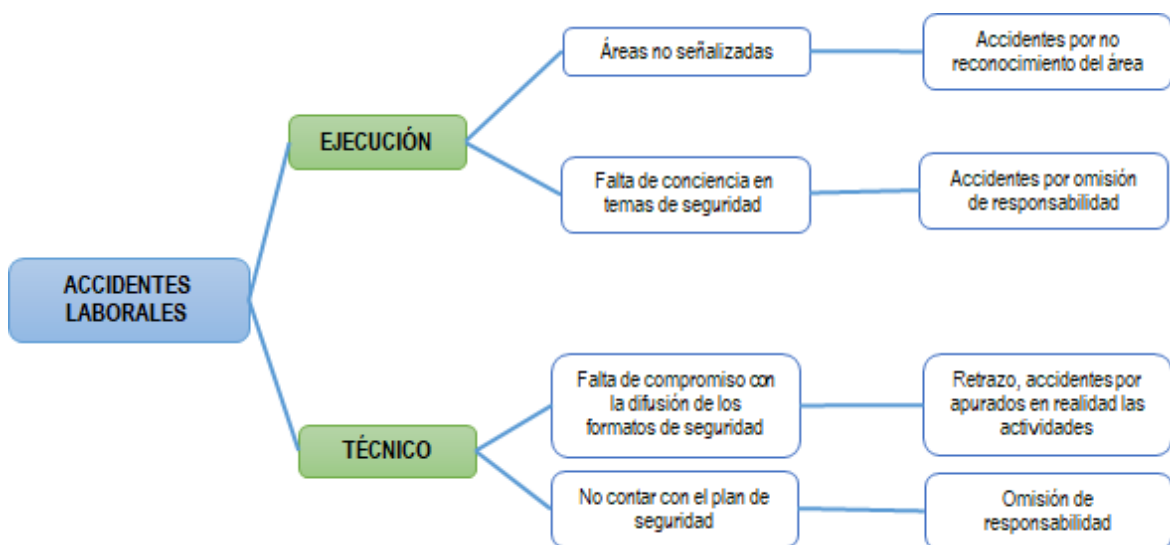 Áreas no señalizadas
Accidentes por no
reconocimiento del área
EJECUCIÓN
Falta de conciencia en
temas de seguridad
Accidentes por omisión
de responsabilidad
ACCIDENTES
LABORALES
Falta de compromiso con
la difusión de los
formatos de seguridad
Retrazo, accidentes por
apurados en realidad las
actividades
TÉCNICO
No contar con el plan de
seguridad
Omisión de
responsabilidad